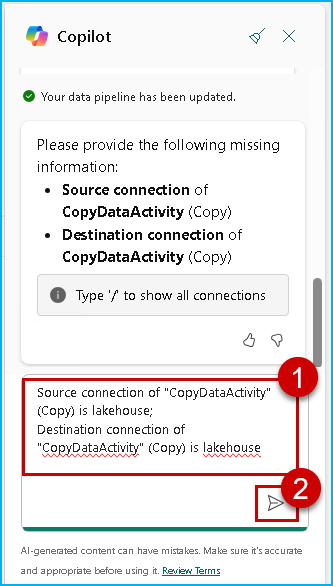 Copilot
Your data pipeline has been updated.
Please provide the following missing
information:
• Source connection of
CopyDataActivity (Copy)
• Destination connection of
CopyDataActivity (Copy)
Type '/' to show all connections
1
Source connection of "CopyDataActivity"
(Copy) is lakehouse;
Destination connection of
"CopyDataActivity" (Copy) is lakehouse
2
AI-generated content can have mistakes. Make sure it's accurate
and appropriate before using it. Review Terms